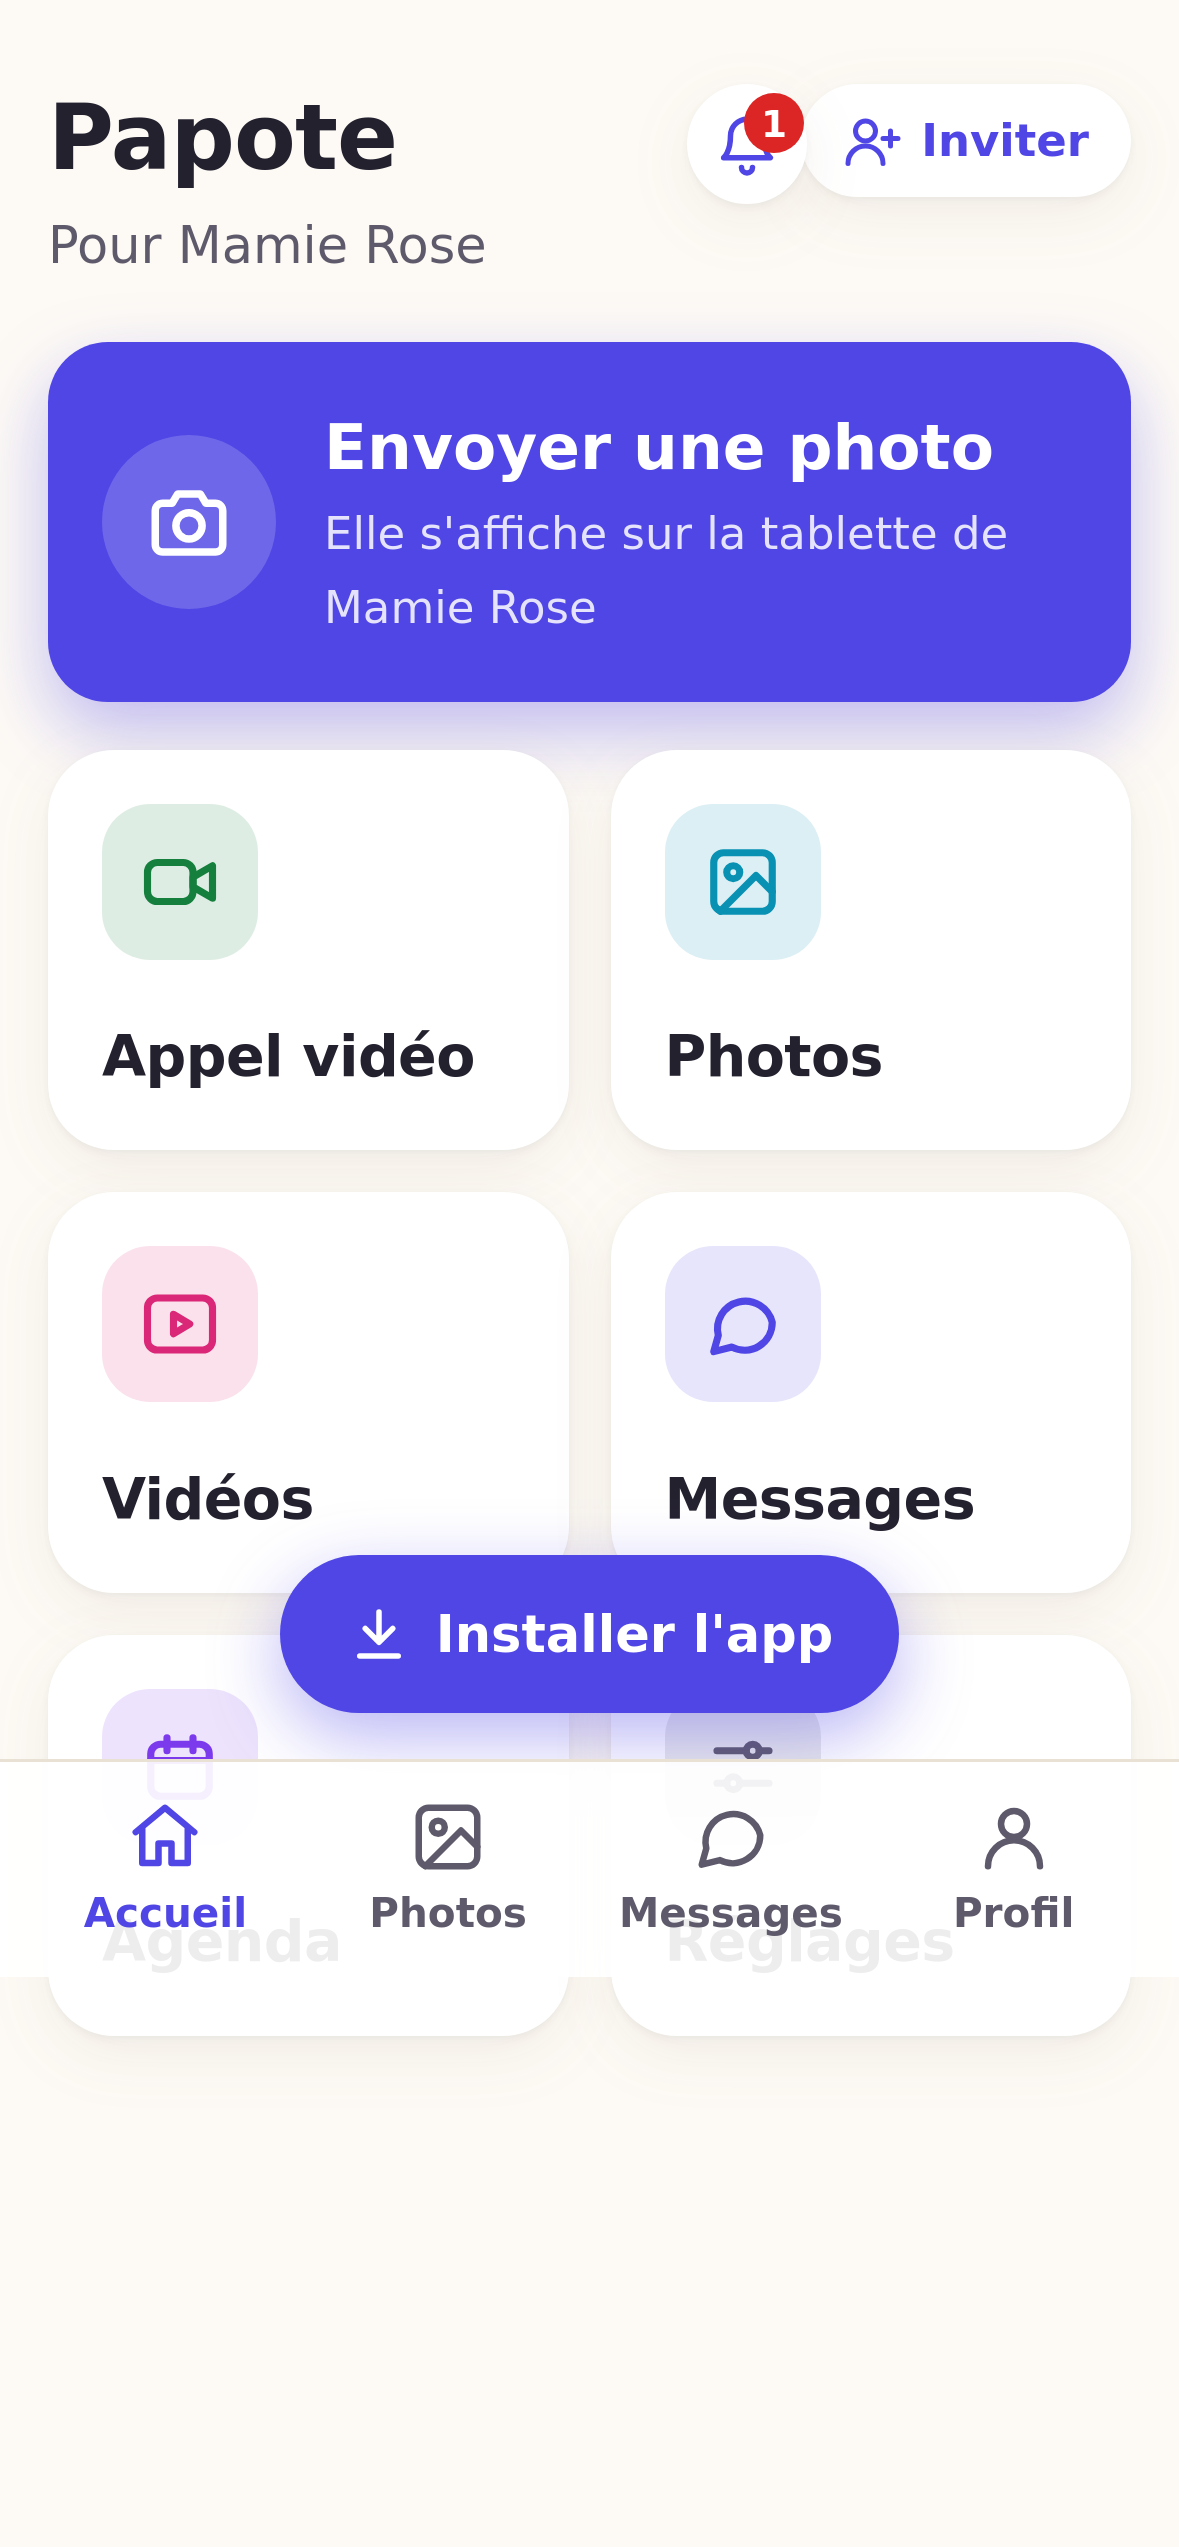 Papote
1
Inviter
Pour Mamie Rose
Envoyer une photo
Elle s'affiche sur la tablette de
Mamie Rose
Appel vidéo
Photos
Vidéos
Messages
Installer l'app
Accueil
Photos
Messages
Profil
Agenda
Réglages